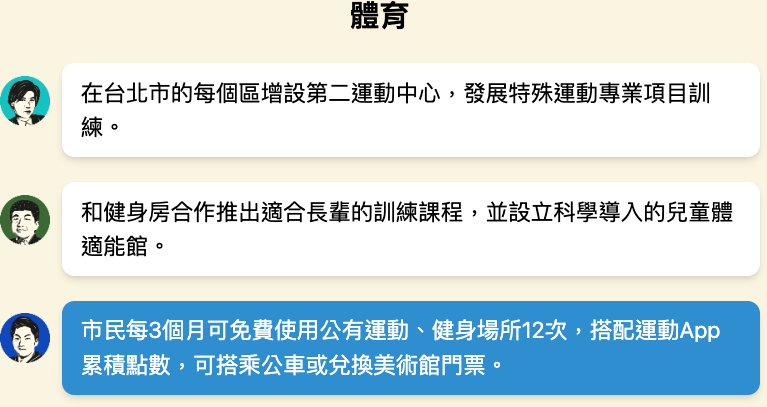 體育
在台北市的每個區增設第二運動中心，發展特殊運動專業項目訓
練。
和健身房合作推出適合長輩的訓練課程，並設立科學導入的兒童體
適能館。
市民每3個月可免費使用公有運動、健身場所12次，搭配運動App
累積點數，可搭乘公車或兌換美術館門票。